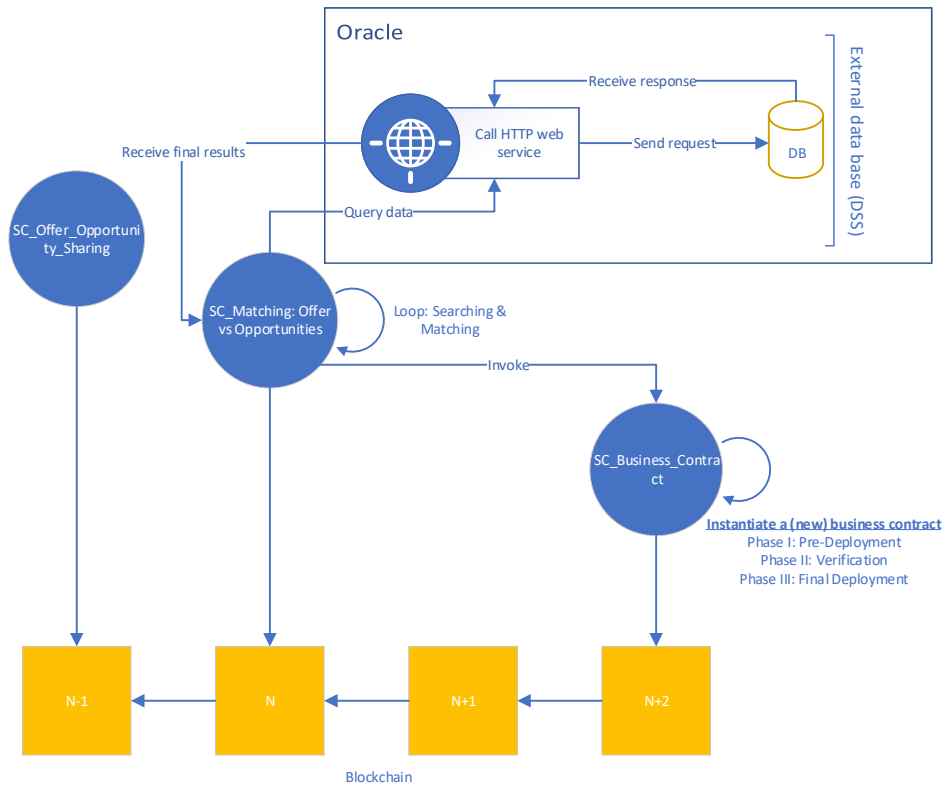 Oracle
Receive response
External data base (DSS)
Call HTTP web
service
Send request
DB
Receive final results
Query data
SC_Offer_Opportuni
ty_Sharing
SC_Matching: Offer
vs Opportunities
Loop: Searching &
Matching
Invoke
SC_Business_Contra
ct
Instantiate a (new) business contract
Phase I: Pre-Deployment
Phase II: Verification
Phase III: Final Deployment
N-1
N
N+1
N+2
Blockchain